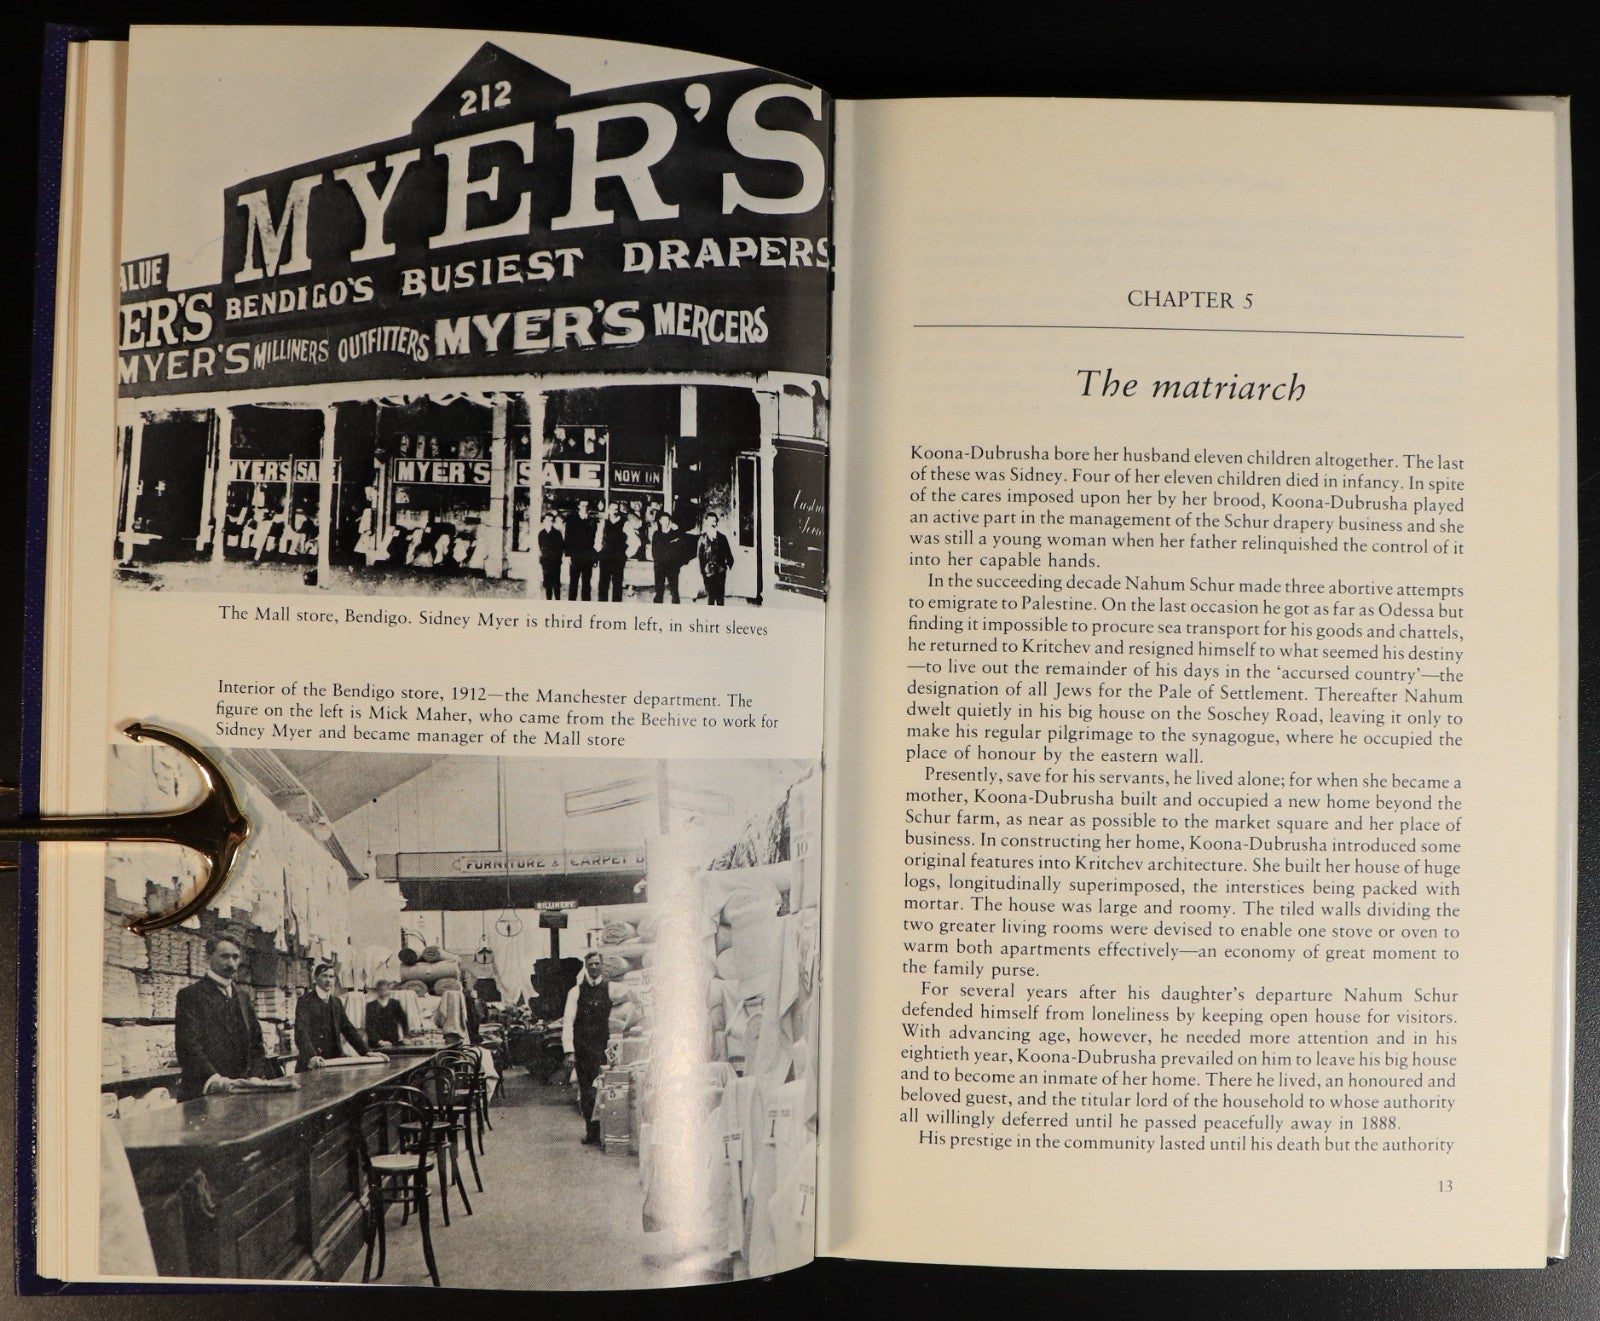 212
MYER'S
BENDIGO'S BUSIEST DRAPERS
ALUE
ER'S
MYER'S MILLINERS OUTFITTERS MYER'S MERCERS
MYER'S SALE MYER'S SALE NOW ON
The Mall store, Bendigo. Sidney Myer is third from left, in shirt sleeves
Interior of the Bendigo store, 1912—the Manchester department. The
figure on the left is Mick Maher, who came from the Beehive to work for
Sidney Myer and became manager of the Mall store
FURNITURE & CARPET D
MILLINERY
CHAPTER 5
The matriarch
Koona-Dubrusha bore her husband eleven children altogether. The last
of these was Sidney. Four of her eleven children died in infancy. In spite
of the cares imposed upon her by her brood, Koona-Dubrusha played
an active part in the management of the Schur drapery business and she
was still a young woman when her father relinquished the control of it
into her capable hands.
In the succeeding decade Nahum Schur made three abortive attempts
to emigrate to Palestine. On the last occasion he got as far as Odessa but
finding it impossible to procure sea transport for his goods and chattels,
he returned to Kritchev and resigned himself to what seemed his destiny
—to live out the remainder of his days in the ‘accursed country’—the
designation of all Jews for the Pale of Settlement. Thereafter Nahum
dwelt quietly in his big house on the Soschey Road, leaving it only to
make his regular pilgrimage to the synagogue, where he occupied the
place of honour by the eastern wall.
Presently, save for his servants, he lived alone; for when she became a
mother, Koona-Dubrusha built and occupied a new home beyond the
Schur farm, as near as possible to the market square and her place of
business. In constructing her home, Koona-Dubrusha introduced some
original features into Kritchev architecture. She built her house of huge
logs, longitudinally superimposed, the interstices being packed with
mortar. The house was large and roomy. The tiled walls dividing the
two greater living rooms were devised to enable one stove or oven to
warm both apartments effectively—an economy of great moment to
the family purse.
For several years after his daughter's departure Nahum Schur
defended himself from loneliness by keeping open house for visitors.
With advancing age, however, he needed more attention and in his
eightieth year, Koona-Dubrusha prevailed on him to leave his big house
and to become an inmate of her home. There he lived, an honoured and
beloved guest, and the titular lord of the household to whose authority
all willingly deferred until he passed peacefully away in 1888.
His prestige in the community lasted until his death but the authority
13